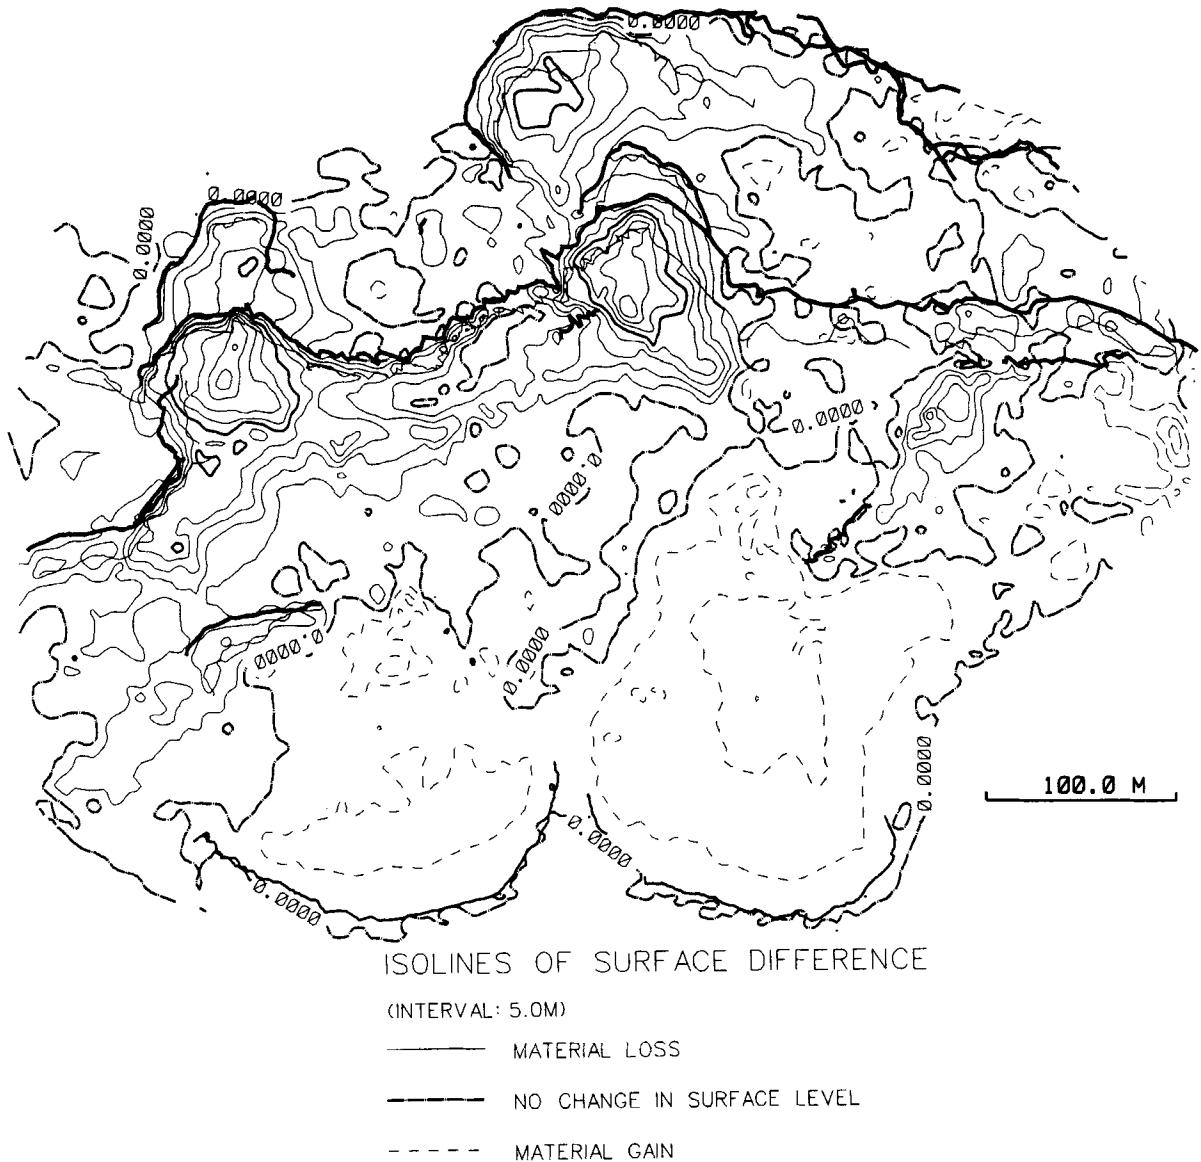 0.0000
0.0000
0.0000
0.0000
0.0000
0.0000
0.0000
0.0000
100.0 M
0.0000
0.0000
ISOLINES OF SURFACE DIFFERENCE
(INTERVAL: 5.0M)
MATERIAL LOSS
NO CHANGE IN SURFACE LEVEL
MATERIAL GAIN